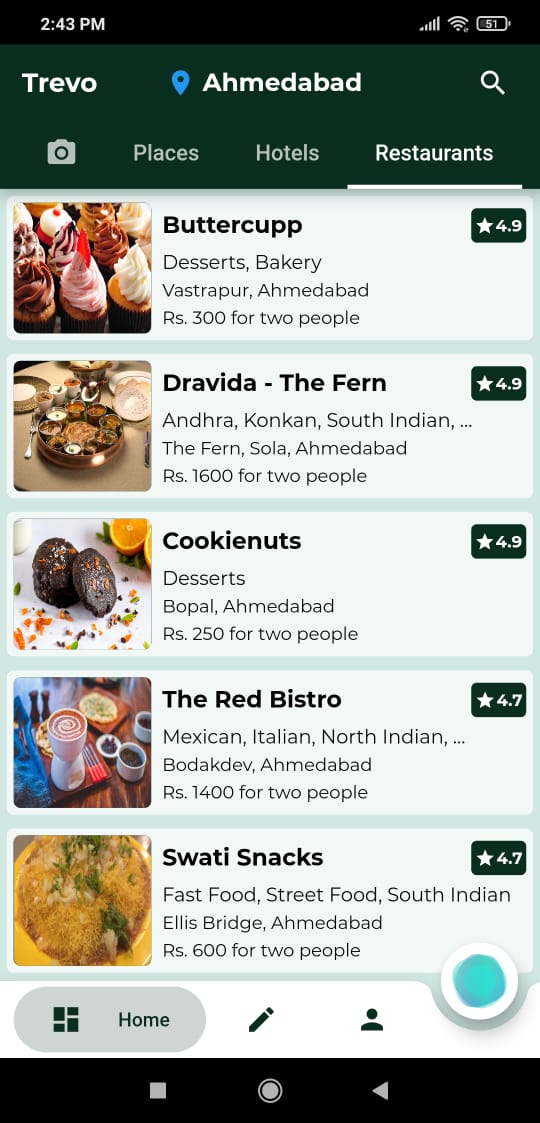 2:43 PM
51
Trevo
Ahmedabad
Places
Hotels
Restaurants
Buttercupp
4.9
Desserts, Bakery
Vastrapur, Ahmedabad
Rs. 300 for two people
Dravida - The Fern
4.9
Andhra, Konkan, South Indian, ...
The Fern, Sola, Ahmedabad
Rs. 1600 for two people
Cookienuts
4.9
Desserts
Bopal, Ahmedabad
Rs. 250 for two people
The Red Bistro
4.7
Mexican, Italian, North Indian, ...
Bodakdev, Ahmedabad
Rs. 1400 for two people
Swati Snacks
4.7
Fast Food, Street Food, South Indian
Ellis Bridge, Ahmedabad
Rs. 600 for two people
Home